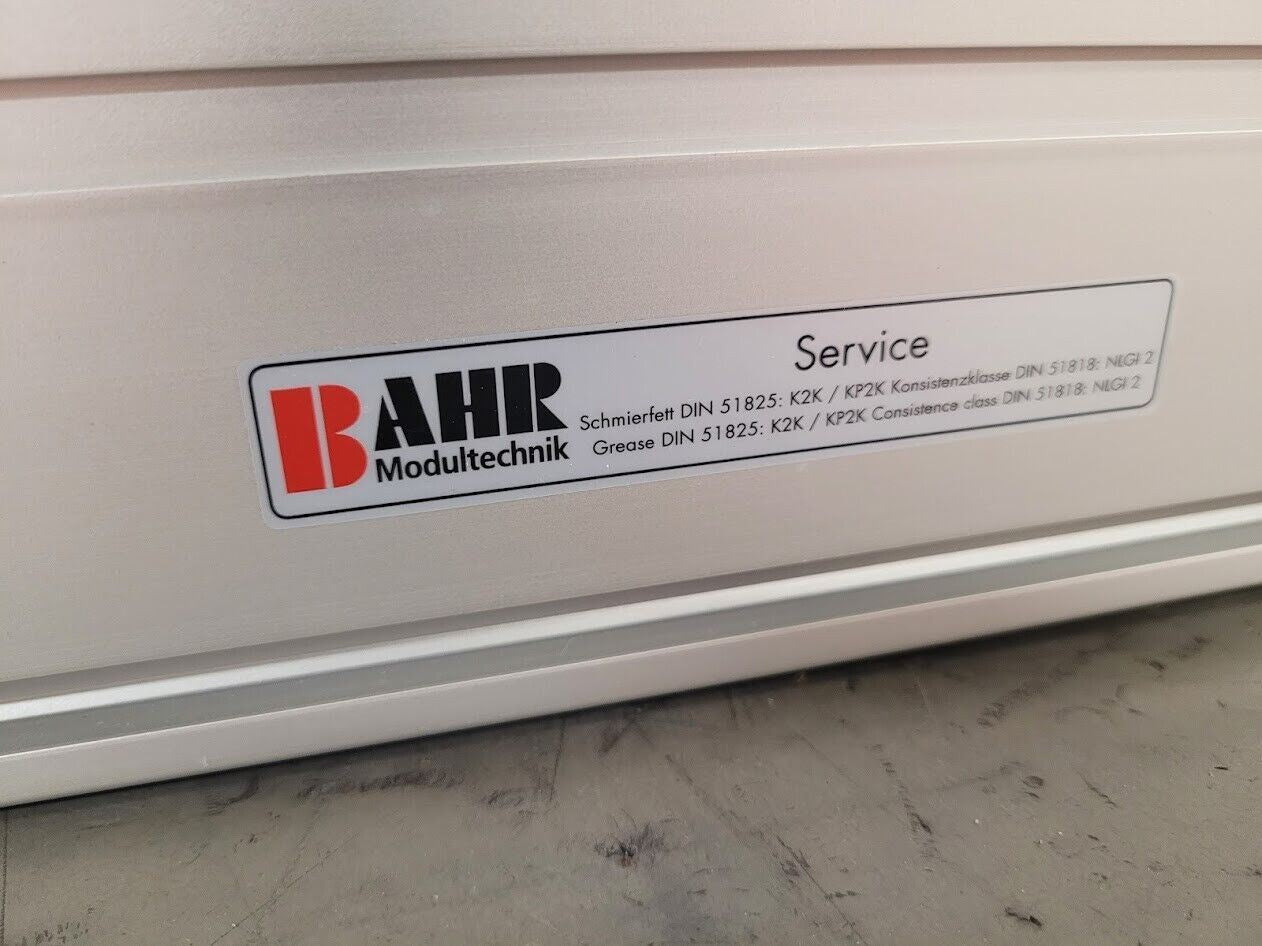 BAHR
Modultechnik
Service
Schmierfett DIN 51825: K2K / KP2K Konsistenzklasse DIN 51818: NLGI 2
Grease DIN 51825: K2K / KP2K Consistence class DIN 51818: NLGI 2